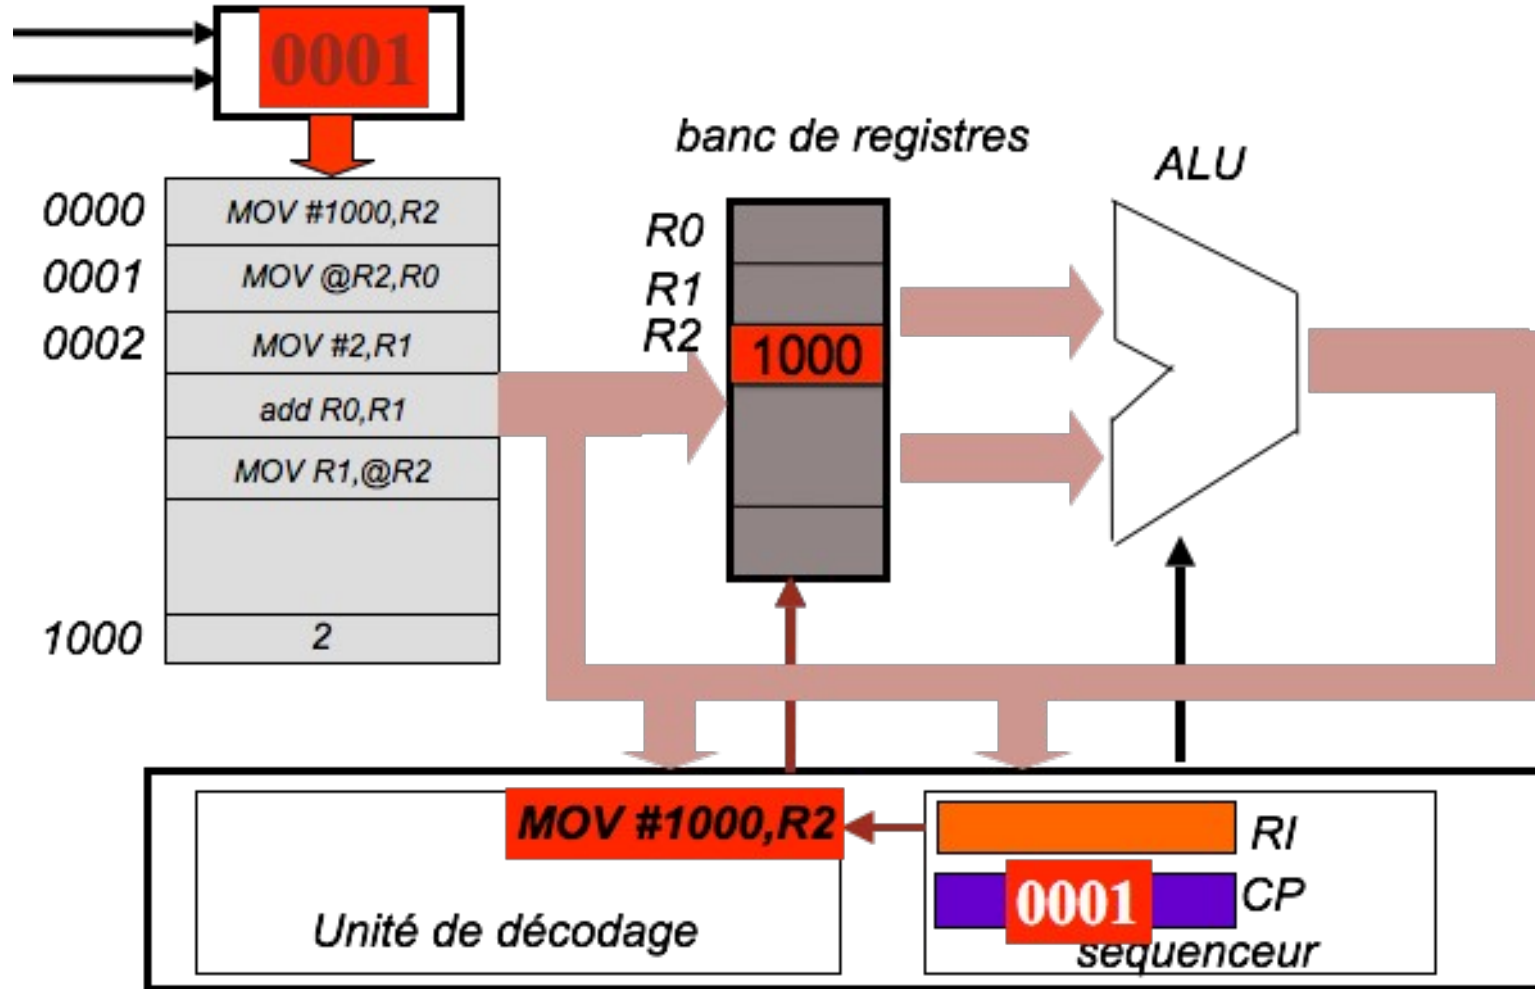 0001
banc de registres
ALU
0000
MOV #1000,R2
R0
0001
MOV @R2,R0
R1
0002
MOV #2,R1
R2
1000
add R0,R1
MOV R1,@R2
1000
2
MOV #1000,R2
RI
0001
CP
Unité de décodage
séquenceur